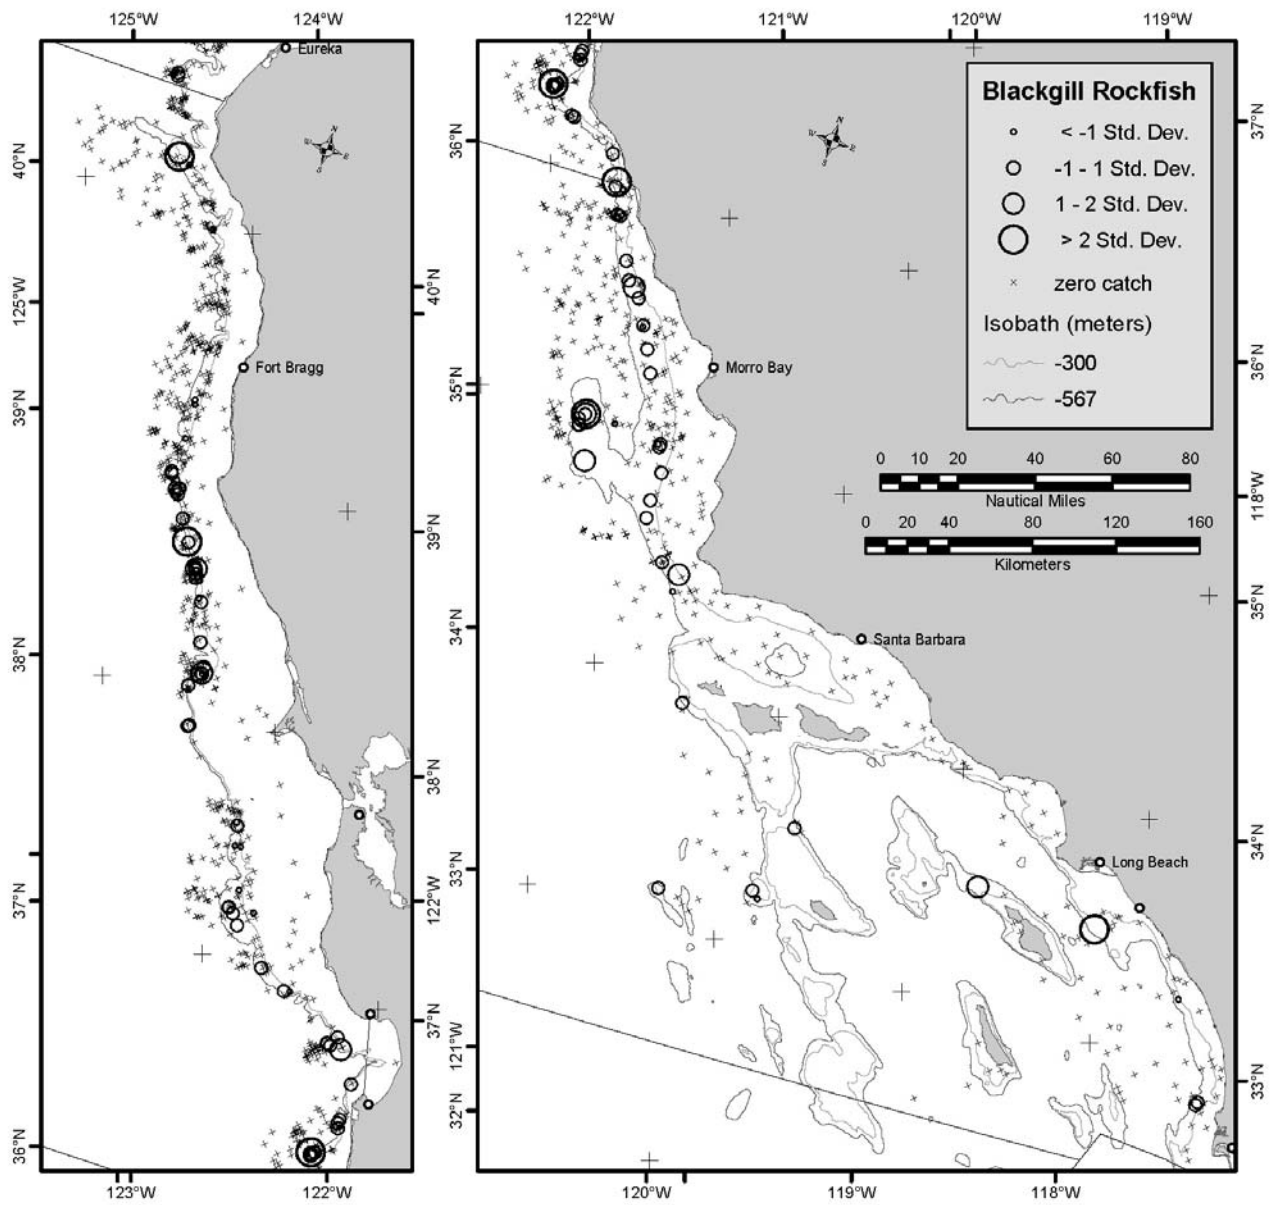 125°W 124°W
122°W 121°W 120°W 119°W
Eureka
Fort Bragg
40°N
125°W
39°N
38°N
37°N
36°N
40°N
39°N
38°N
122°W
37°N
123°W 122°W
36°N
35°N
34°N
33°N
121°W
32°N
Morro Bay
Santa Barbara
Long Beach
Blackgill Rockfish
< -1 Std. Dev.
-1 - 1 Std. Dev.
1 - 2 Std. Dev.
> 2 Std. Dev.
zero catch
Isobath (meters)
-300
-567
0 10 20 40 60 80
Nautical Miles
0 20 40 80 120 160
Kilometers
37°N
36°N
118°W
35°N
34°N
33°N
120°W 119°W 118°W